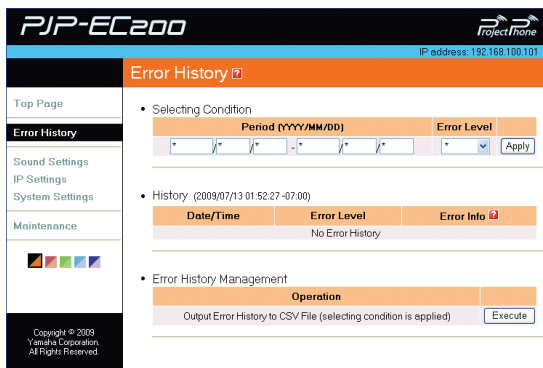 PJP-EC200
ProjectPhone
IP address: 192.168.100.101
Error History ?
Top Page
Error History
Sound Settings
IP Settings
System Settings
Maintenance
• Selecting Condition
Period (YYYY/MM/DD) Error Level
* /* /* - * /* /* * Apply
• History (2009/07/13 01:52:27 -07:00)
Date/Time Error Level Error Info ?
No Error History
• Error History Management
Operation
Output Error History to CSV File (selecting condition is applied) Execute
Copyright © 2009
Yamaha Corporation.
All Rights Reserved.